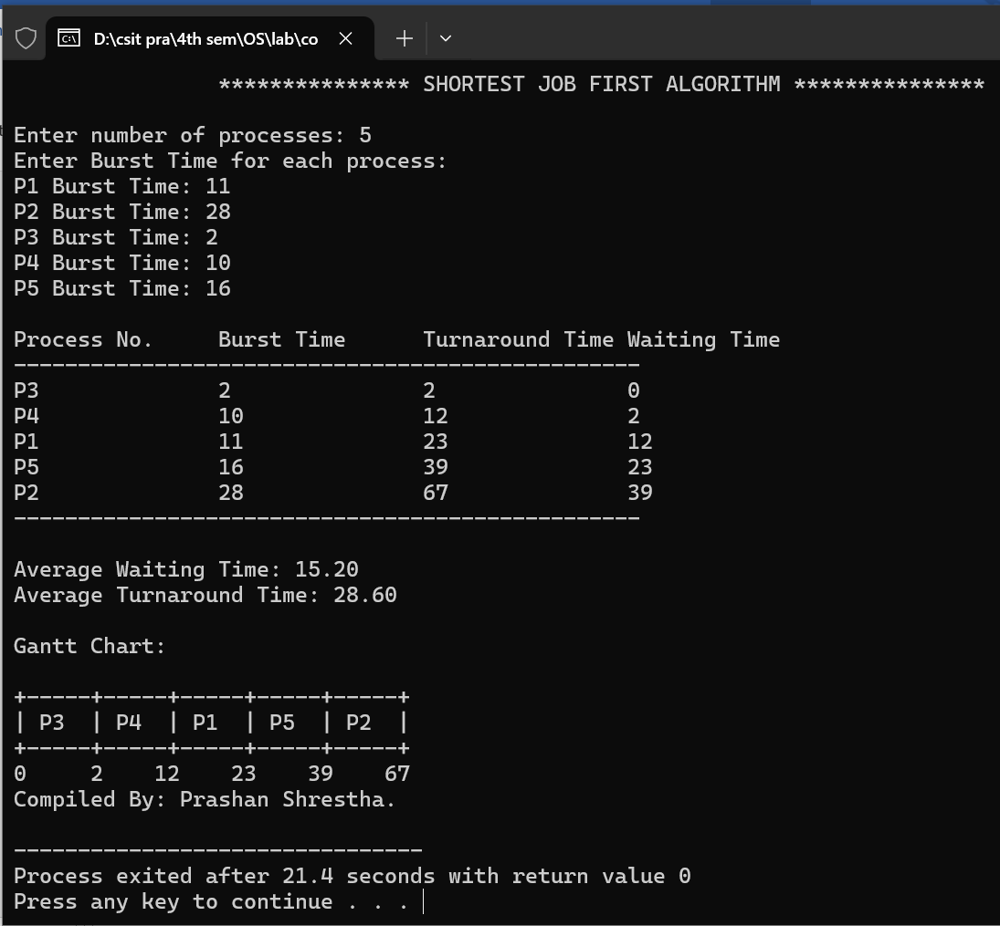 D:\csit pra\4th sem\OS\lab\co
*************** SHORTEST JOB FIRST ALGORITHM ***************
Enter number of processes: 5
Enter Burst Time for each process:
P1 Burst Time: 11
P2 Burst Time: 28
P3 Burst Time: 2
P4 Burst Time: 10
P5 Burst Time: 16
Process No. Burst Time Turnaround Time Waiting Time
-------------------------------------------------
P3 2 2 0
P4 10 12 2
P1 11 23 12
P5 16 39 23
P2 28 67 39
-------------------------------------------------
Average Waiting Time: 15.20
Average Turnaround Time: 28.60
Gantt Chart:
+-----+-----+-----+-----+-----+
| P3  | P4  | P1  | P5  | P2  |
+-----+-----+-----+-----+-----+
0     2    12    23    39    67
Compiled By: Prashan Shrestha.
--------------------------------
Process exited after 21.4 seconds with return value 0
Press any key to continue . . .